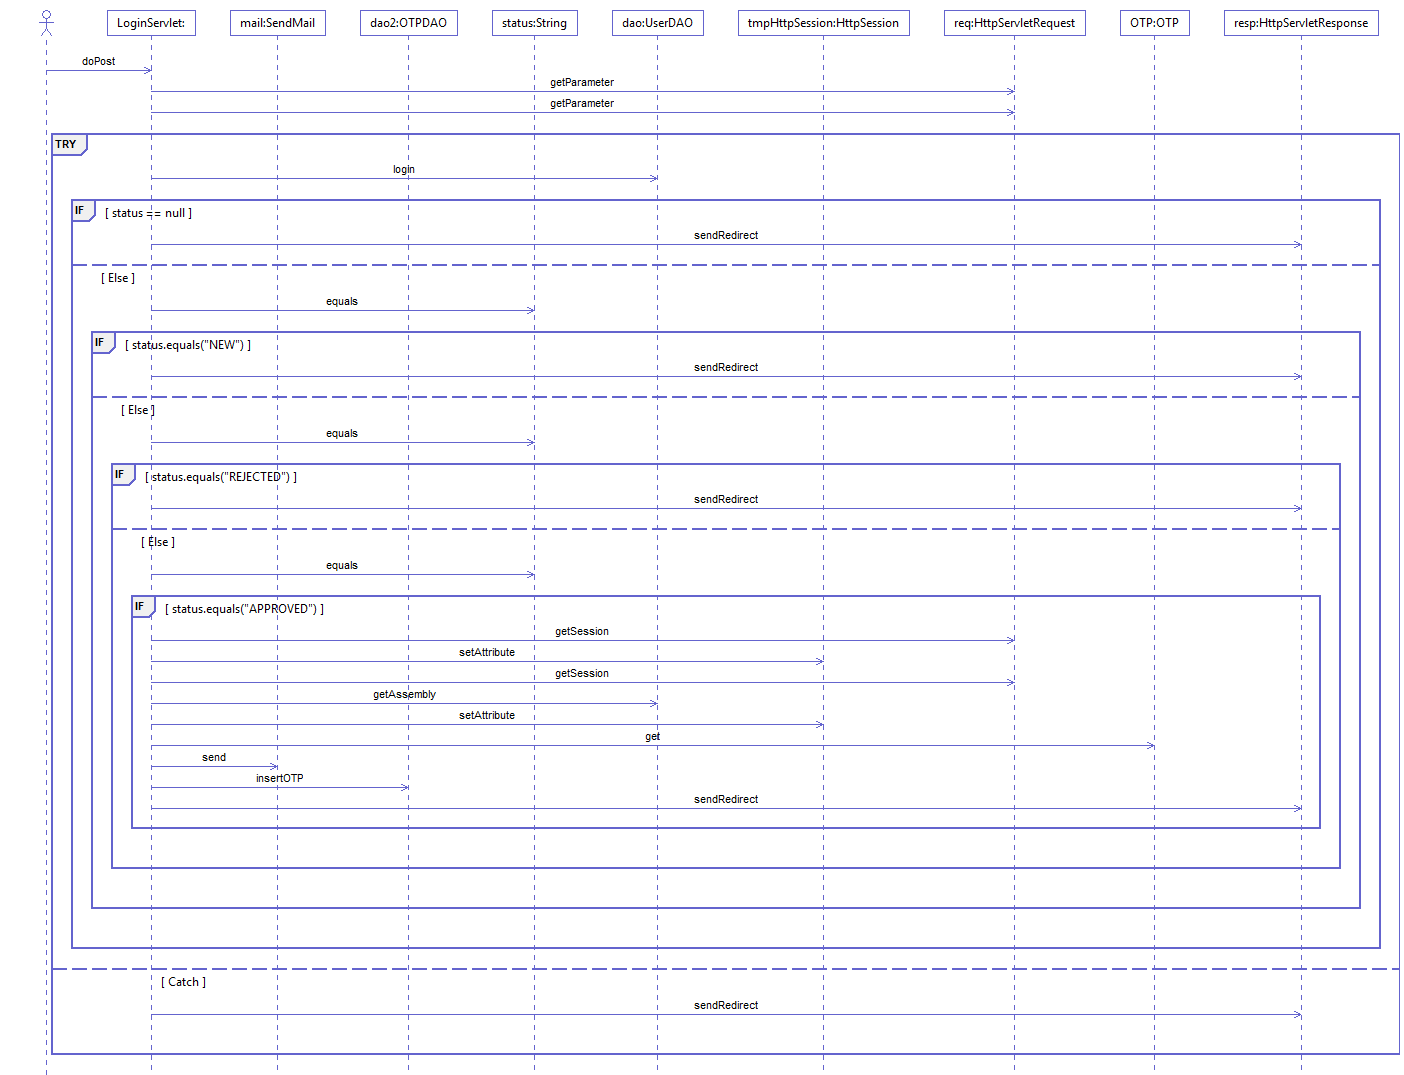 LoginServlet: mail:SendMail dao2:OTPDAO status:String dao:UserDAO tmpHttpSession:HttpSession req:HttpServletRequest OTP:OTP resp:HttpServletResponse
doPost
getParameter
getParameter
TRY
login
IF [ status == null ]
sendRedirect
[ Else ]
equals
IF [ status.equals("NEW") ]
sendRedirect
[ Else ]
equals
IF [ status.equals("REJECTED") ]
sendRedirect
[ Else ]
equals
IF [ status.equals("APPROVED") ]
getSession
setAttribute
getSession
getAssembly
setAttribute
get
send
insertOTP
sendRedirect
[ Catch ]
sendRedirect